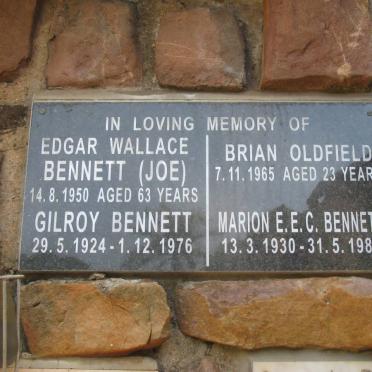 IN LOVING MEMORY OF
EDGAR WALLACE
BENNETT (JOE)
14.8.1950 AGED 63 YEARS
GILROY BENNETT
29.5.1924 - 1.12.1976
BRIAN OLDFIELD
7.11.1965 AGED 23 YEAR
MARION E.E.C. BENNET
13.3.1930 - 31.5.198